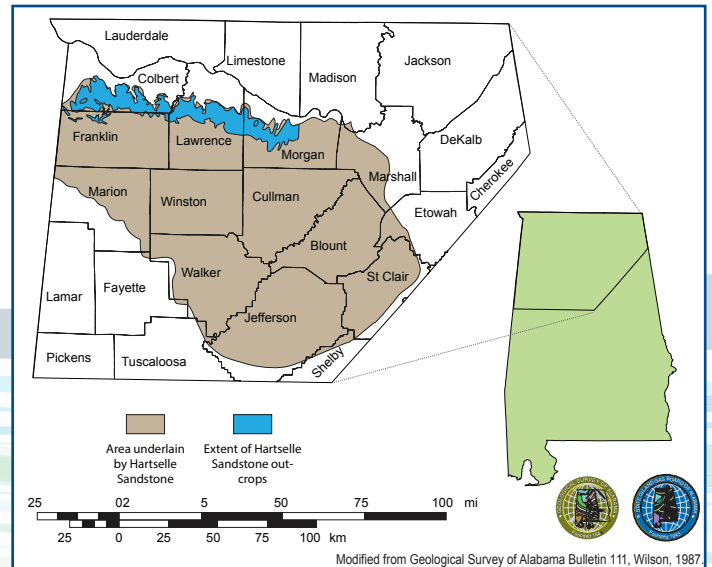 Lauderdale
Limestone
Madison
Jackson
Colbert
Franklin
Lawrence
Morgan
DeKalb
Marshall
Cherokee
Marion
Winston
Cullman
Etowah
Blount
Walker
St Clair
Lamar
Fayette
Jefferson
Pickens
Tuscaloosa
Shelby
Area underlain
by Hartselle
Sandstone
Extent of Hartselle
Sandstone out-
crops
25 02 5 50 75 100 mi
25 0 25 50 75 100 km
Modified from Geological Survey of Alabama Bulletin 111, Wilson, 1987.